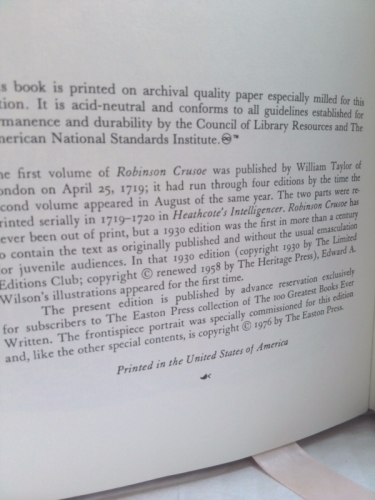 s book is printed on archival quality paper especially milled for this
tion. It is acid-neutral and conforms to all guidelines established for
manence and durability by the Council of Library Resources and The
merican National Standards Institute.♾™
he first volume of Robinson Crusoe was published by William Taylor of
ondon on April 25, 1719; it had run through four editions by the time the
cond volume appeared in August of the same year. The two parts were re-
rinted serially in 1719–1720 in Heathcote's Intelligencer. Robinson Crusoe has
ever been out of print, but a 1930 edition was the first in more than a century
o contain the text as originally published and without the usual emasculation
or juvenile audiences. In that 1930 edition (copyright 1930 by The Limited
Editions Club; copyright © renewed 1958 by The Heritage Press), Edward A.
Wilson's illustrations appeared for the first time.
The present edition is published by advance reservation exclusively
for subscribers to The Easton Press collection of The 100 Greatest Books Ever
Written. The frontispiece portrait was specially commissioned for this edition
and, like the other special contents, is copyright © 1976 by The Easton Press.
Printed in the United States of America